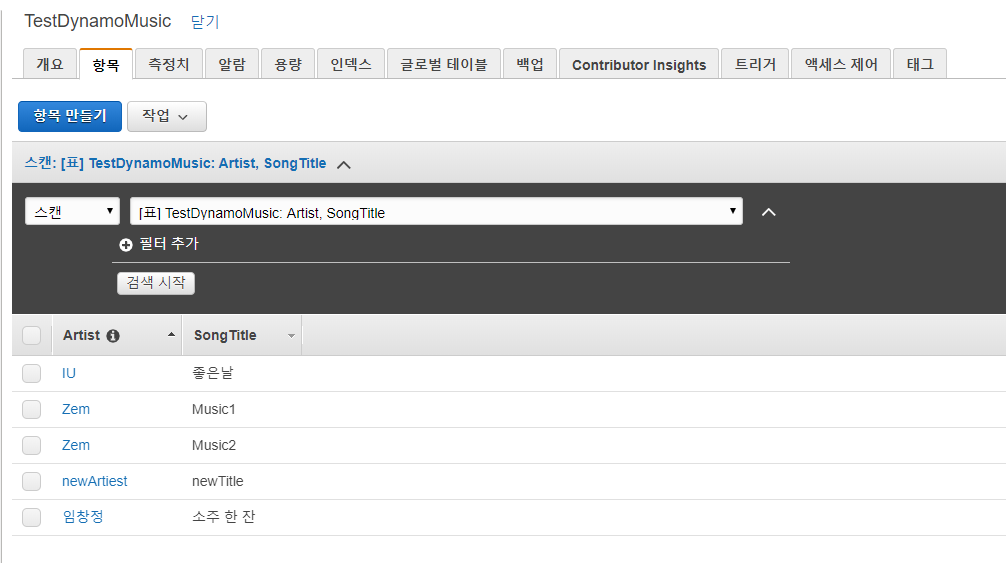 TestDynamoMusic 닫기
개요 항목 측정치 알람 용량 인덱스 글로벌 테이블 백업 Contributor Insights 트리거 액세스 제어 태그
항목 만들기 작업
스캔: [표] TestDynamoMusic: Artist, SongTitle
스캔 [표] TestDynamoMusic: Artist, SongTitle
필터 추가
검색 시작
Artist SongTitle
IU 좋은날
Zem Music1
Zem Music2
newArtiest newTitle
임창정 소주 한 잔